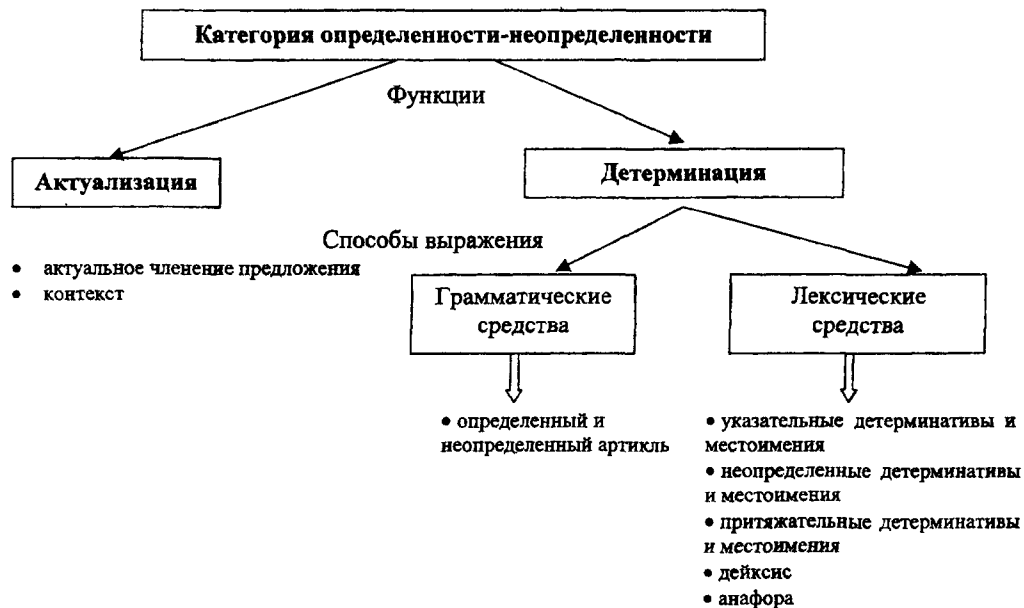 Категория определенности-неопределенности
Функции
Актуализация
Детерминация
Способы выражения
• актуальное членение предложения
• контекст
Грамматические
средства
Лексические
средства
• определенный и
неопределенный артикль
• указательные детерминативы и
местоимения
• неопределенные детерминативы
и местоимения
• притяжательные детерминативы
и местоимения
• дейксис
• анафора